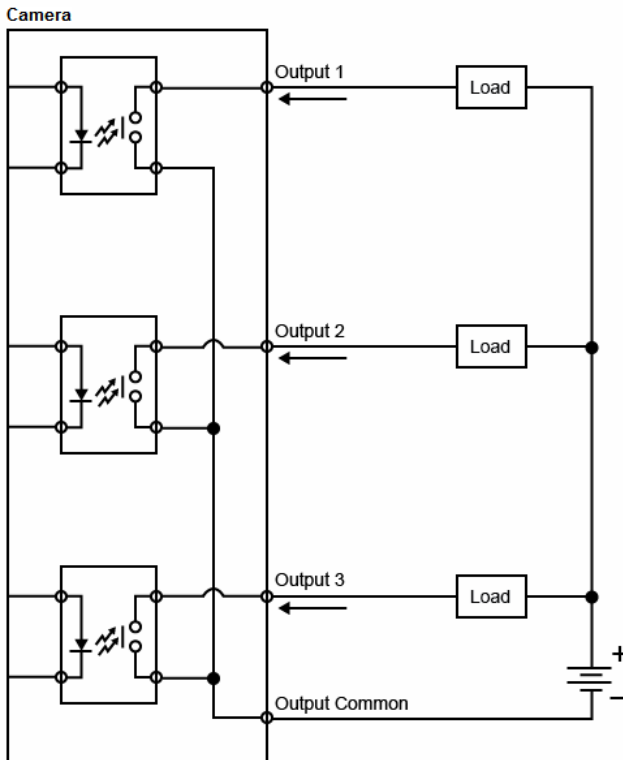 Camera
Output 1
Load
Output 2
Load
Output 3
Load
+
Output Common
−